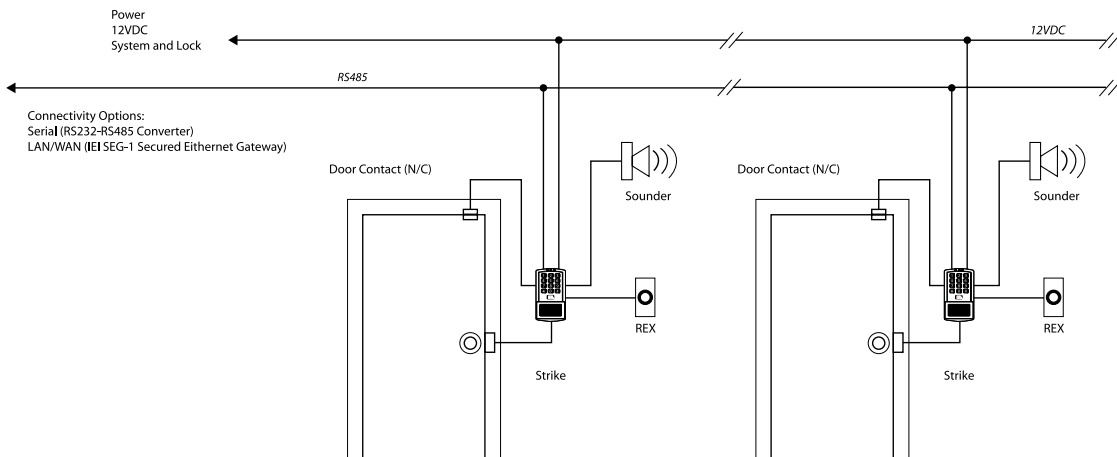 Power
12VDC
System and Lock
12VDC
RS485
Connectivity Options:
Serial (RS232-RS485 Converter)
LAN/WAN (IEI SEG-1 Secured Eithernet Gateway)
Door Contact (N/C)
Sounder
REX
Strike
Door Contact (N/C)
Sounder
REX
Strike